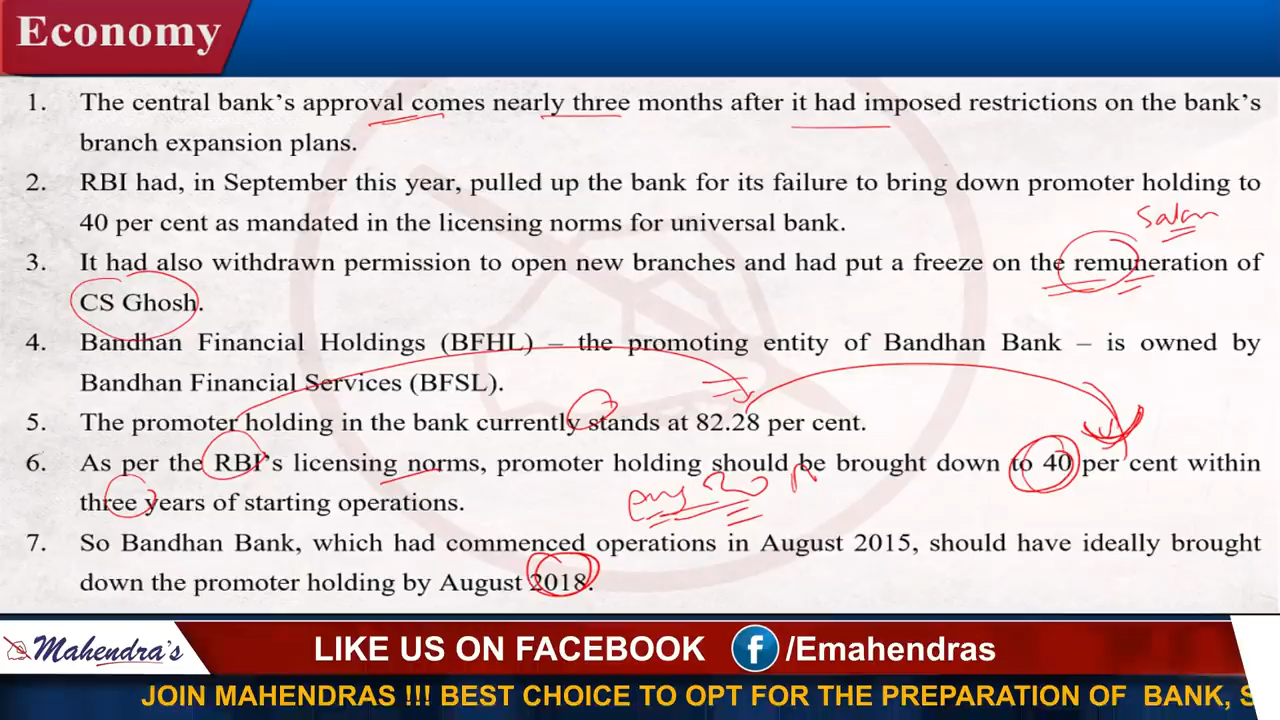 Economy
1. The central bank's approval comes nearly three months after it had imposed restrictions on the bank's
branch expansion plans.
2. RBI had, in September this year, pulled up the bank for its failure to bring down promoter holding to
40 per cent as mandated in the licensing norms for universal bank.
3. It had also withdrawn permission to open new branches and had put a freeze on the remuneration of
CS Ghosh.
4. Bandhan Financial Holdings (BFHL) – the promoting entity of Bandhan Bank – is owned by
Bandhan Financial Services (BFSL).
5. The promoter holding in the bank currently stands at 82.28 per cent.
6. As per the RBI's licensing norms, promoter holding should be brought down to 40 per cent within
three years of starting operations.
7. So Bandhan Bank, which had commenced operations in August 2015, should have ideally brought
down the promoter holding by August 2018.
Mahendra's
LIKE US ON FACEBOOK f /Emahendras
JOIN MAHENDRAS !!! BEST CHOICE TO OPT FOR THE PREPARATION OF BANK, S